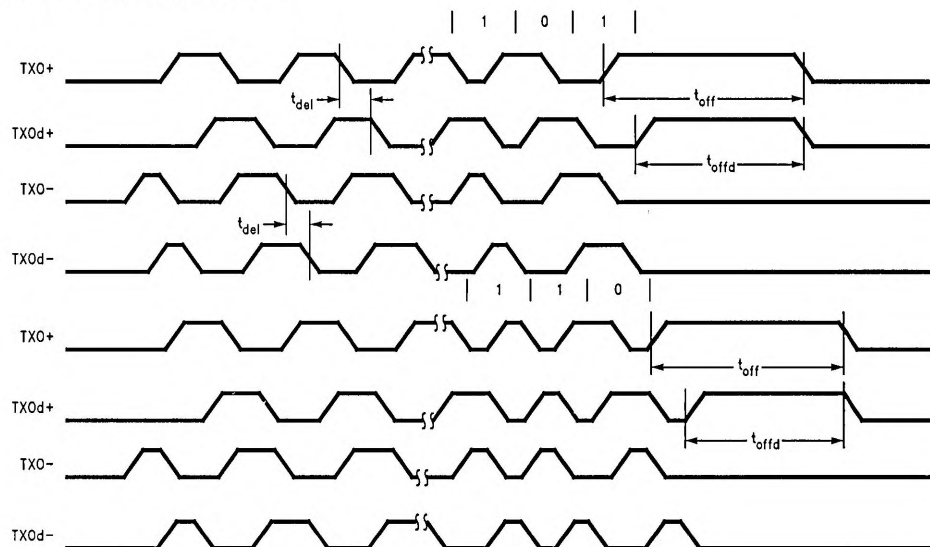 1 0 1
TXO+
t_del
t_off
TXOd+
t_offd
TXO-
t_del
TXOd-
1 1 0
TXO+
t_off
TXOd+
t_offd
TXO-
TXOd-